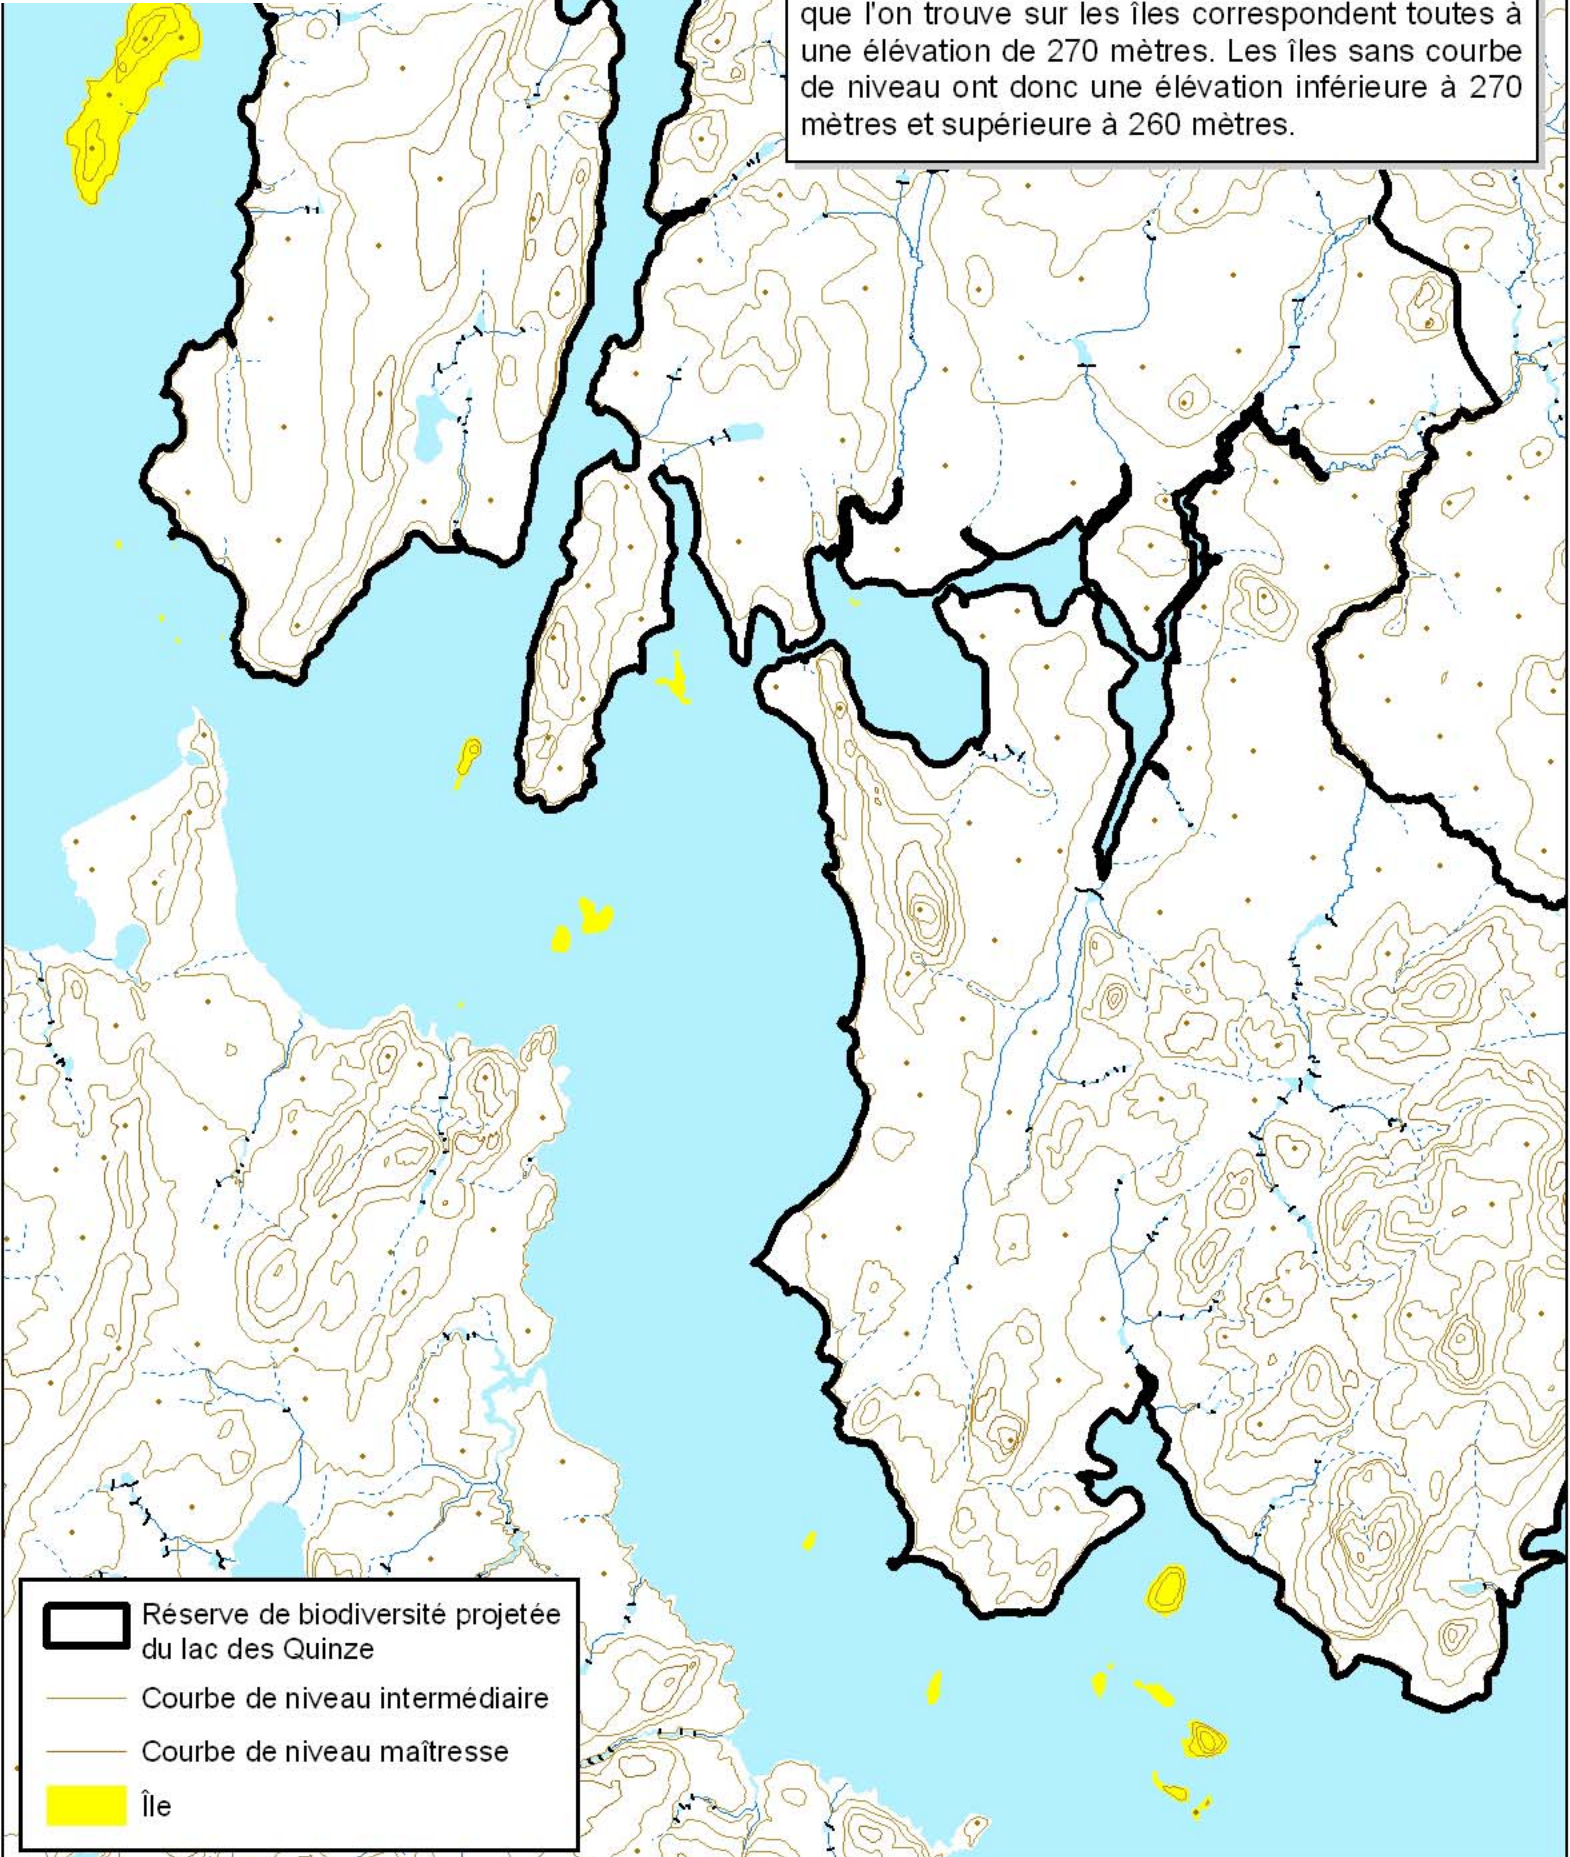 que l'on trouve sur les îles correspondent toutes à
une élévation de 270 mètres. Les îles sans courbe
de niveau ont donc une élévation inférieure à 270
mètres et supérieure à 260 mètres.
Réserve de biodiversité projetée
du lac des Quinze
Courbe de niveau intermédiaire
Courbe de niveau maîtresse
Île